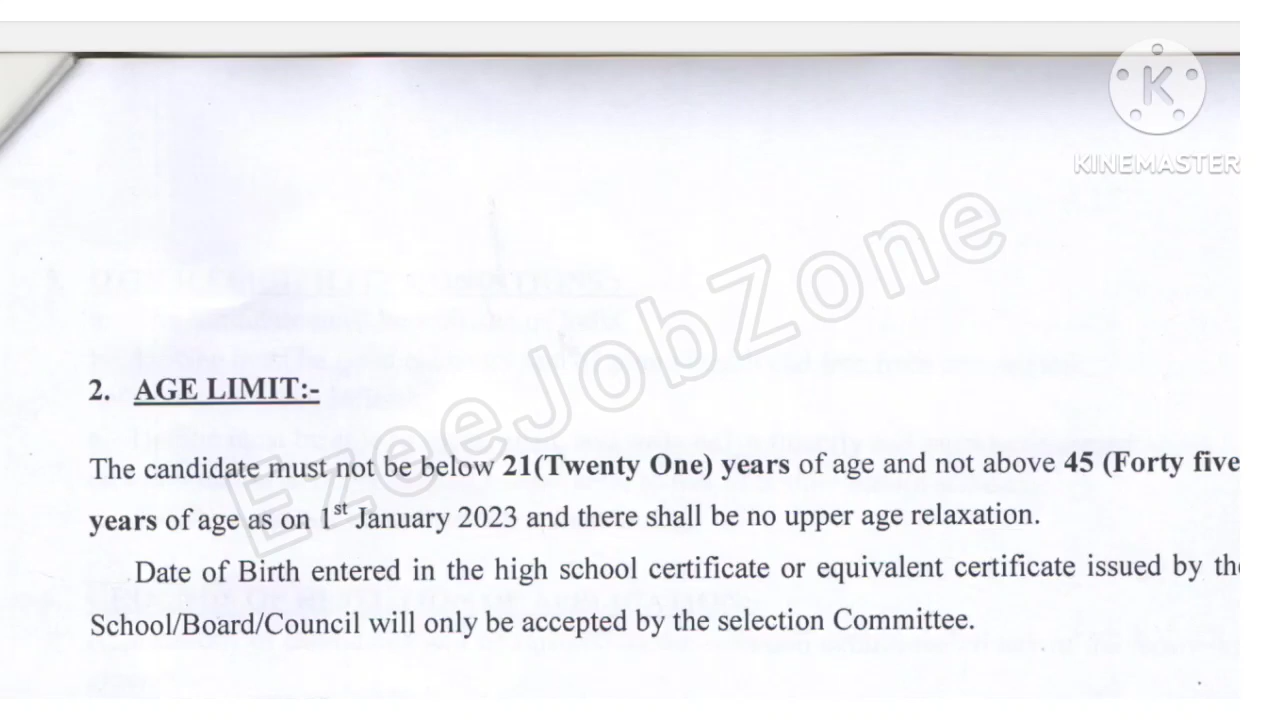 KINEMASTER
EzeeJobZone
2. AGE LIMIT:-
The candidate must not be below 21(Twenty One) years of age and not above 45 (Forty five
years of age as on 1st January 2023 and there shall be no upper age relaxation.
Date of Birth entered in the high school certificate or equivalent certificate issued by
School/Board/Council will only be accepted by the selection Committee.